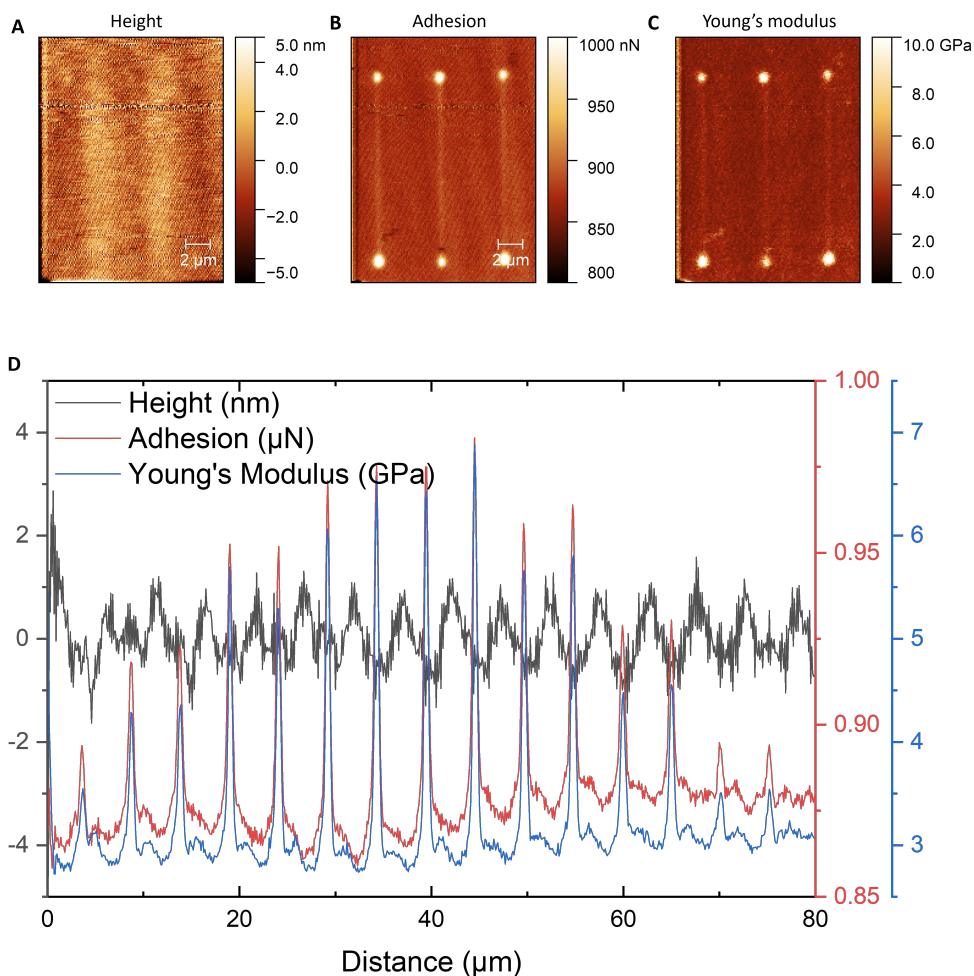 A Height
5.0 nm
4.0
2.0
0.0
−2.0
−5.0
2 µm
B Adhesion
1000 nN
950
900
850
800
2 µm
C Young's modulus
10.0 GPa
8.0
6.0
4.0
2.0
0.0
D
Height (nm)
Adhesion (µN)
Young's Modulus (GPa)
4
2
0
-2
-4
1.00
0.95
0.90
0.85
7
6
5
4
3
0 20 40 60 80
Distance (µm)